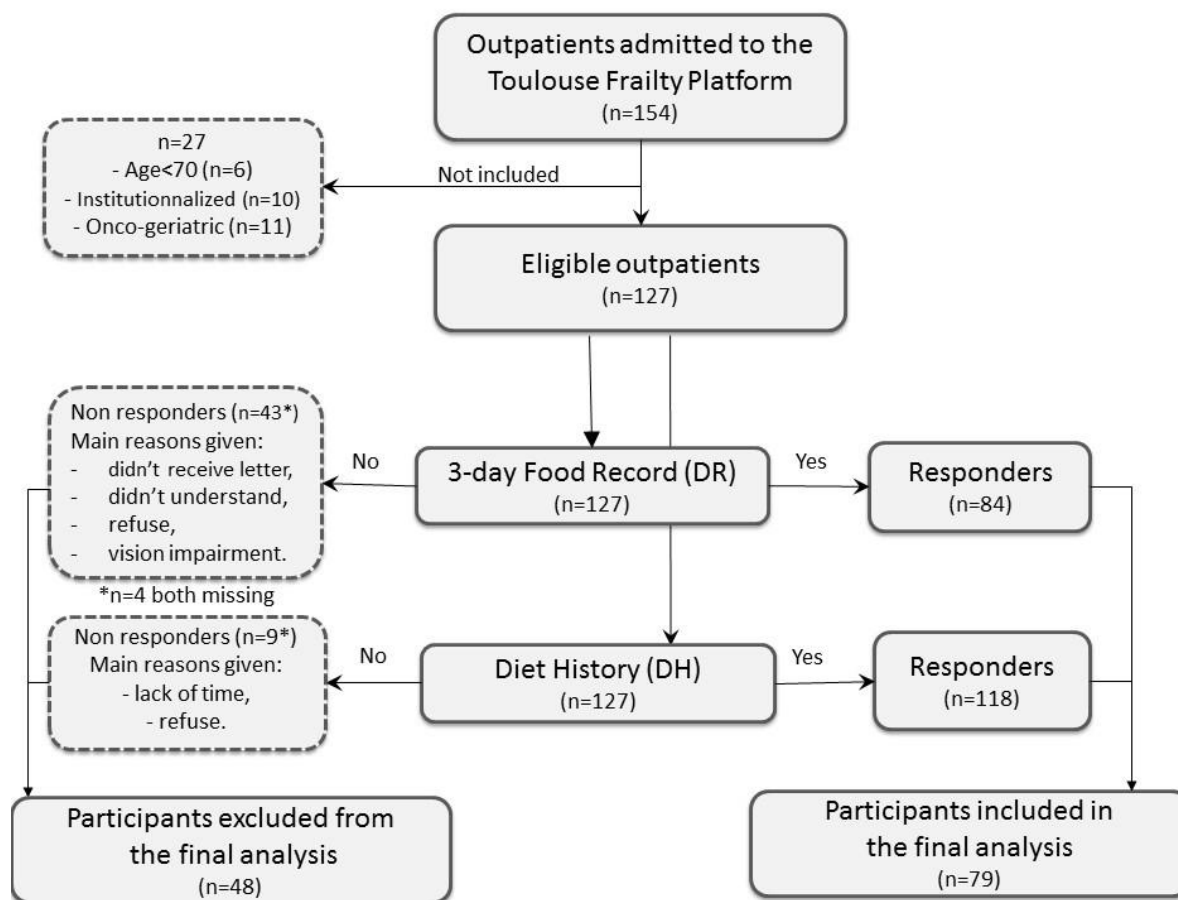 Outpatients admitted to the
Toulouse Frailty Platform
(n=154)
n=27
- Age<70 (n=6)
- Institutionnalized (n=10)
- Onco-geriatric (n=11)
Not included
Eligible outpatients
(n=127)
Non responders (n=43*)
Main reasons given:
- didn't receive letter,
- didn't understand,
- refuse,
- vision impairment.
No
3-day Food Record (DR)
(n=127)
Yes
Responders
(n=84)
*n=4 both missing
Non responders (n=9*)
Main reasons given:
- lack of time,
- refuse.
No
Diet History (DH)
(n=127)
Yes
Responders
(n=118)
Participants excluded from
the final analysis
(n=48)
Participants included in
the final analysis
(n=79)